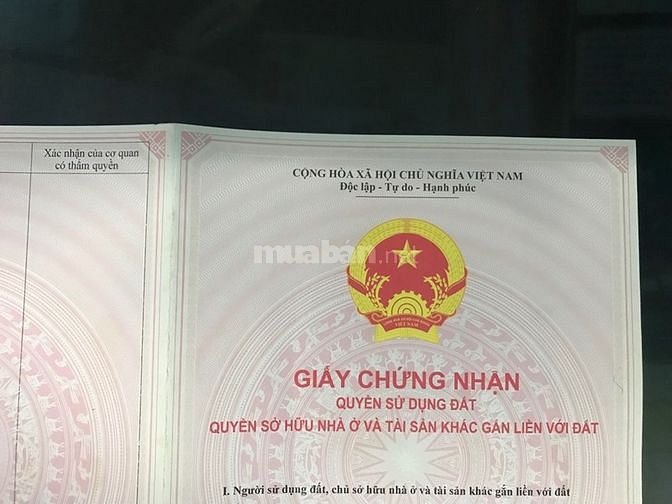 Xác nhận của cơ quan
có thẩm quyền
CỘNG HÒA XÃ HỘI CHỦ NGHĨA VIỆT NAM
Độc lập - Tự do - Hạnh phúc
muaban.net
VIỆT NAM
GIẤY CHỨNG NHẬN
QUYỀN SỬ DỤNG ĐẤT
QUYỀN SỞ HỮU NHÀ Ở VÀ TÀI SẢN KHÁC GẮN LIỀN VỚI ĐẤT
I. Người sử dụng đất, chủ sở hữu nhà ở và tài sản khác gắn liền với đất